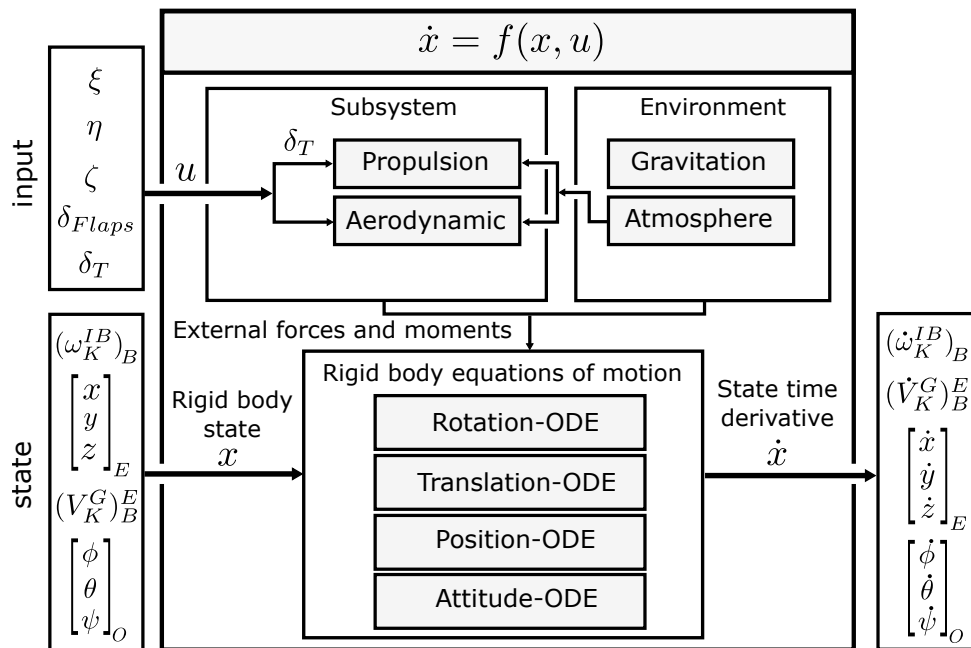 ẋ = f(x, u)
input
ξ
η
ζ
δ_Flaps
δ_T
u
Subsystem
δ_T
Propulsion
Aerodynamic
Environment
Gravitation
Atmosphere
External forces and moments
state
(ω_K^{IB})_B
[x
y
z]_E
(V_K^G)_B^E
[ϕ
θ
ψ]_O
Rigid body
state
x
Rigid body equations of motion
Rotation-ODE
Translation-ODE
Position-ODE
Attitude-ODE
State time
derivative
ẋ
(ω̇_K^{IB})_B
(V̇_K^G)_B^E
[ẋ
ẏ
ż]_E
[ϕ̇
θ̇
ψ̇]_O